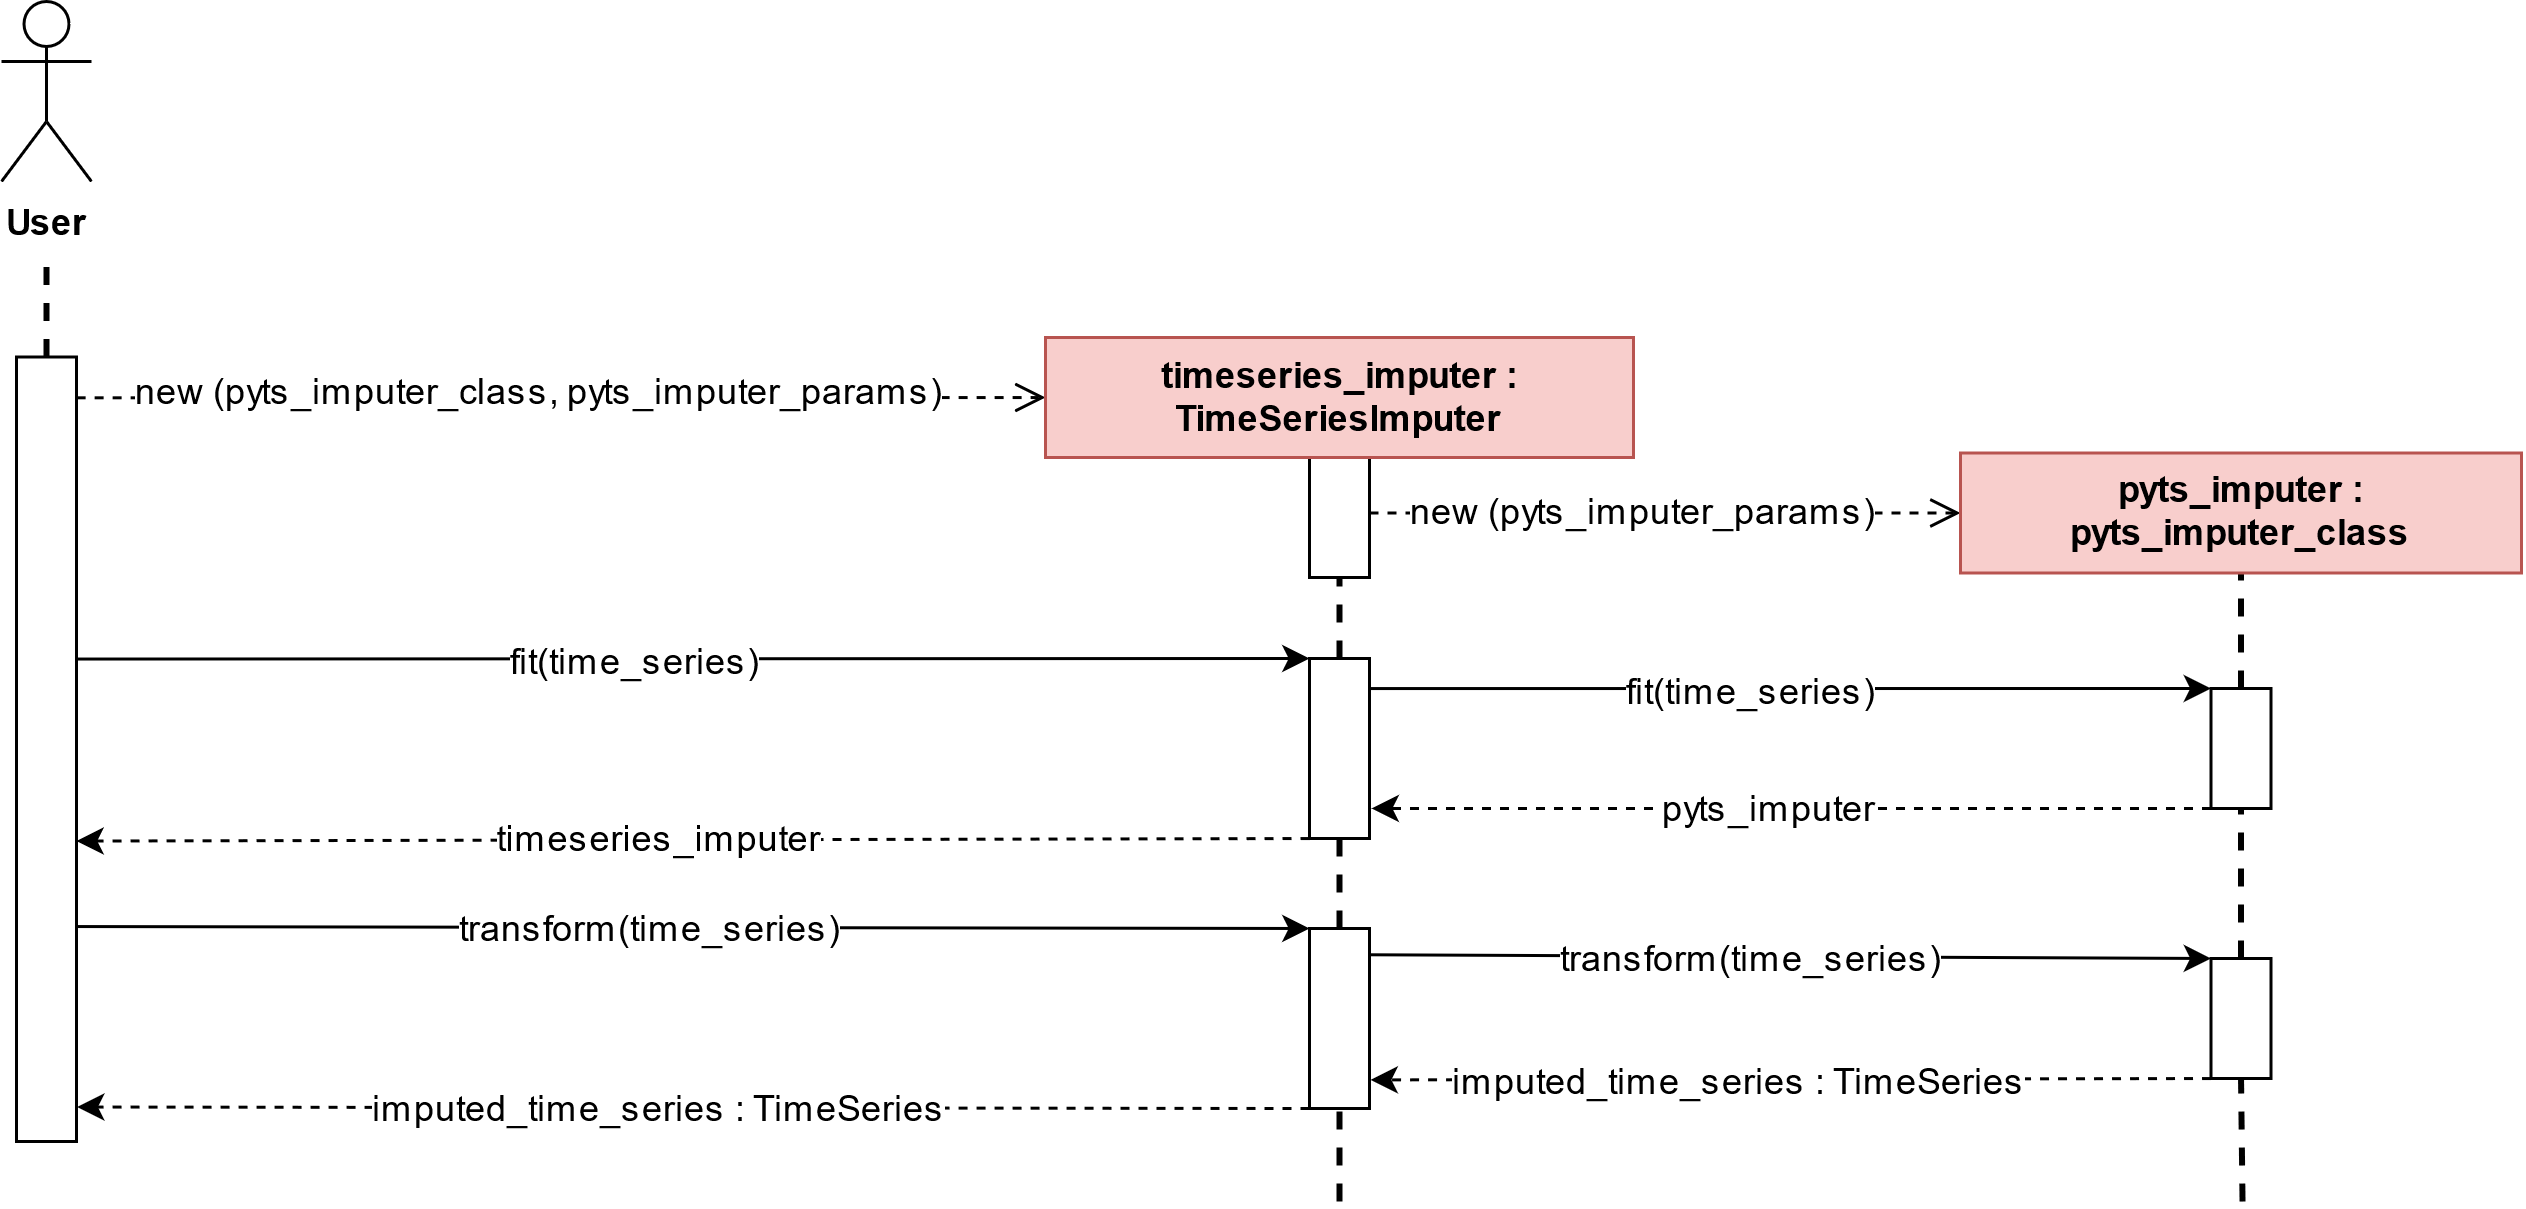 User
new (pyts_imputer_class, pyts_imputer_params)
timeseries_imputer :
TimeSeriesImputer
new (pyts_imputer_params)
pyts_imputer :
pyts_imputer_class
fit(time_series)
fit(time_series)
pyts_imputer
timeseries_imputer
transform(time_series)
transform(time_series)
imputed_time_series : TimeSeries
imputed_time_series : TimeSeries